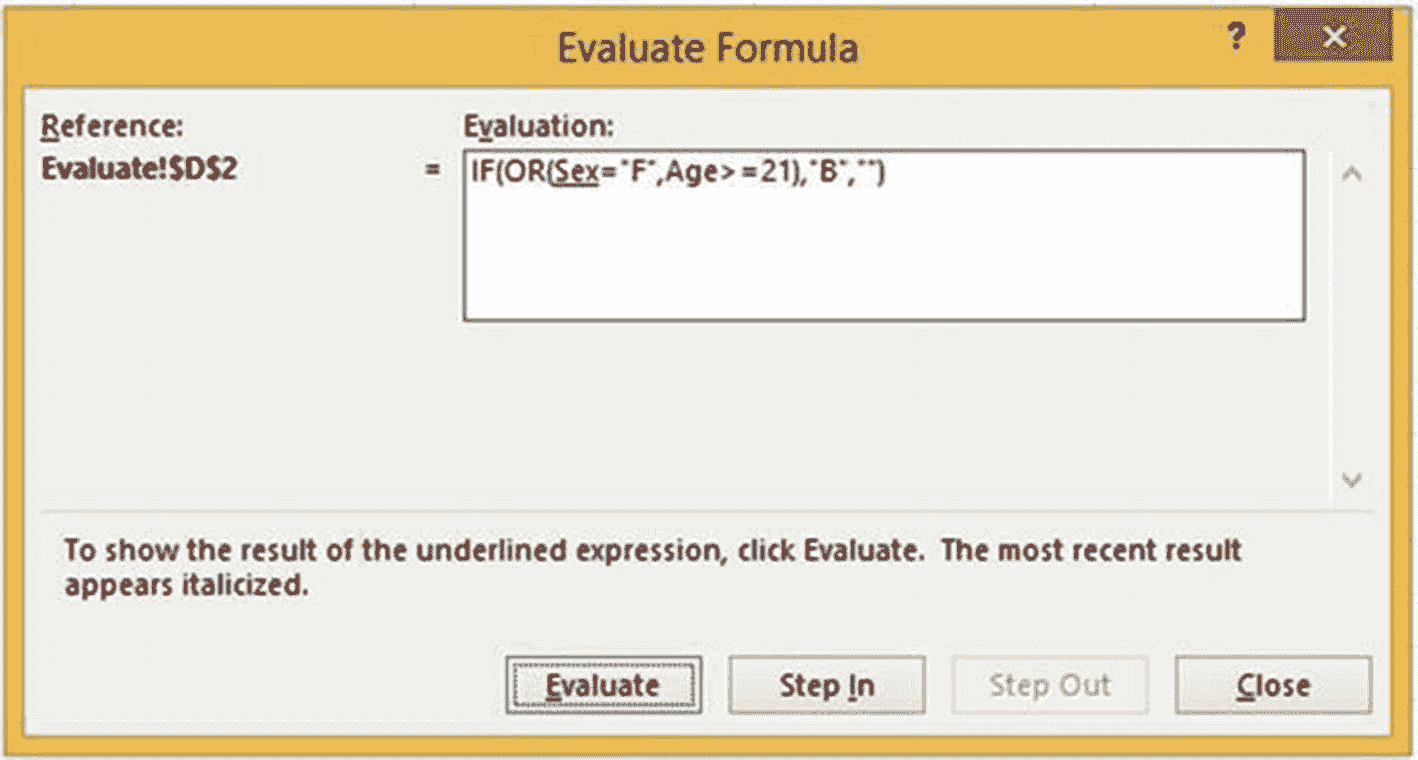 Evaluate Formula
?
×
Reference:
Evaluation:
Evaluate!$D$2
=
IF(OR(Sex="F",Age>=21),"B","")
To show the result of the underlined expression, click Evaluate. The most recent result
appears italicized.
Evaluate
Step In
Step Out
Close